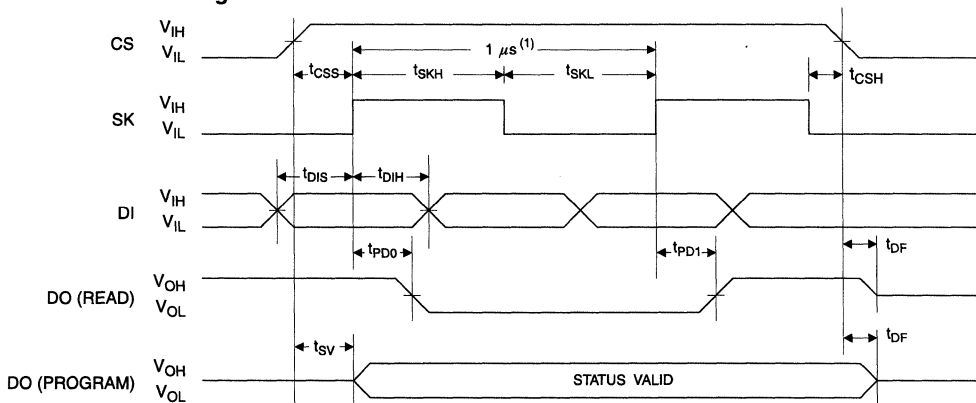 CS V_IH V_IL
1 μs (1)
t_CSS t_SKH t_SKL t_CSH
SK V_IH V_IL
t_DIS t_DIH
DI V_IH V_IL
t_PD0 t_PD1 t_DF
DO (READ) V_OH V_OL
t_SV t_DF
DO (PROGRAM) V_OH V_OL STATUS VALID